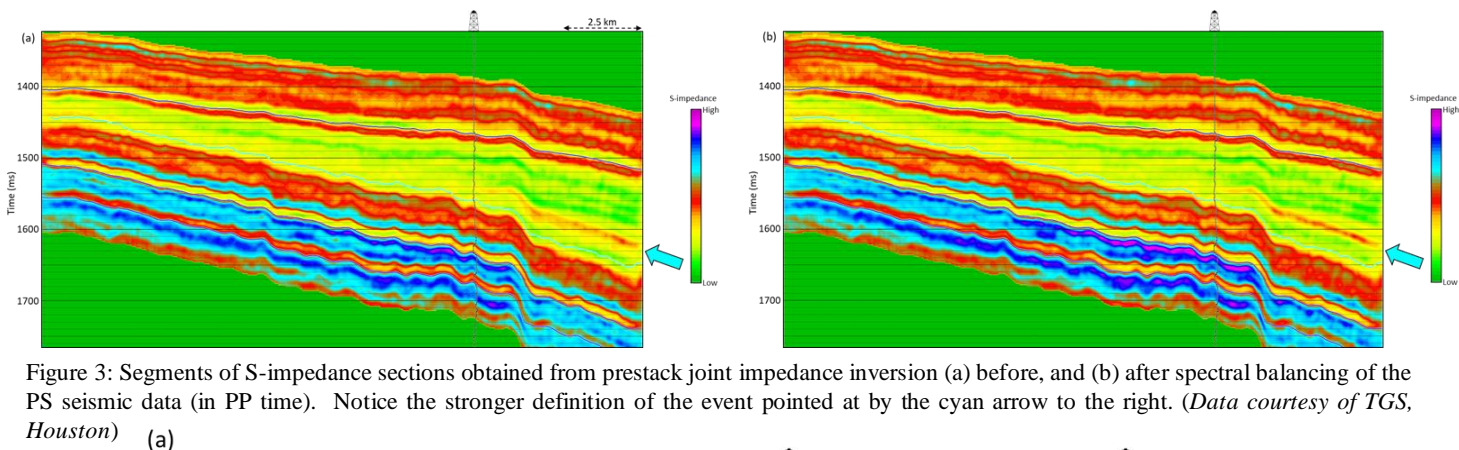 (a)
2.5 km
(b)
1400
1500
1600
1700
Time (ms)
S-impedance
High
Low
1400
1500
1600
1700
Time (ms)
S-impedance
High
Low
Figure 3: Segments of S-impedance sections obtained from prestack joint impedance inversion (a) before, and (b) after spectral balancing of the
PS seismic data (in PP time). Notice the stronger definition of the event pointed at by the cyan arrow to the right. (Data courtesy of TGS,
Houston)
(a)